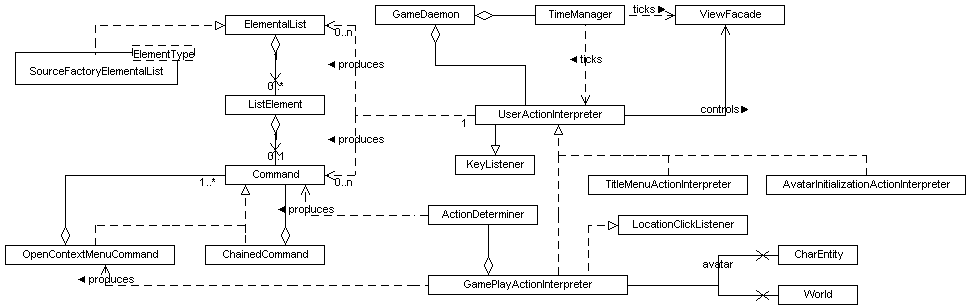 ElementalList
GameDaemon
TimeManager
ticks
ViewFacade
0..n
ElementType
SourceFactoryElementalList
produces
ticks
0..*
ListElement
controls
UserActionInterpreter
1
produces
0..1
KeyListener
Command
1..*
0..n
TitleMenuActionInterpreter
AvatarInitializationActionInterpreter
produces
ActionDeterminer
LocationClickListener
OpenContextMenuCommand
ChainedCommand
CharEntity
avatar
produces
GamePlayActionInterpreter
World